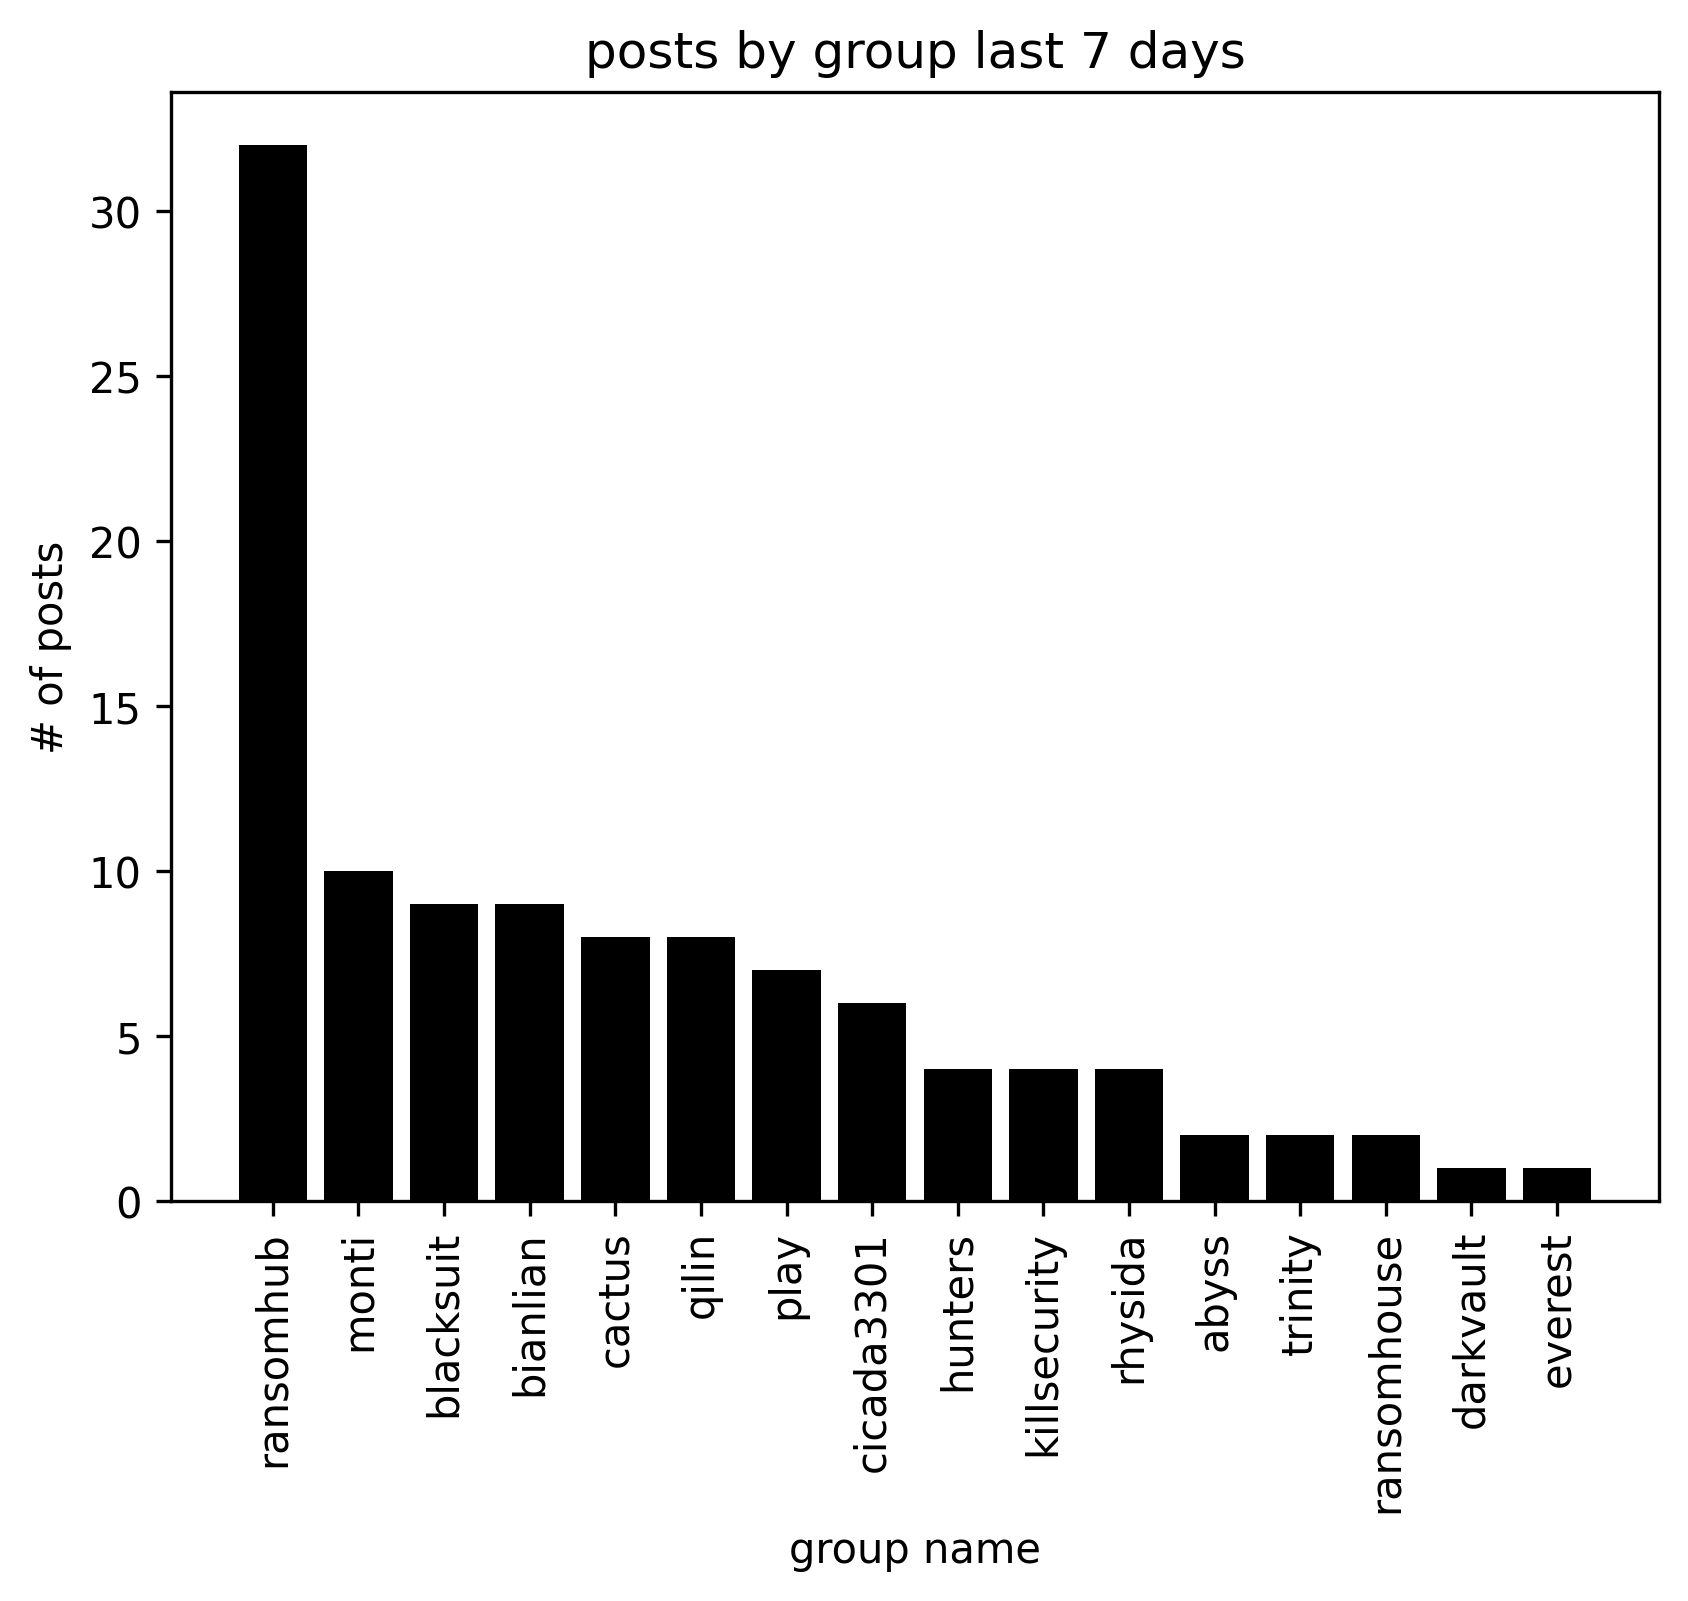 posts by group last 7 days
# of posts
30
25
20
15
10
5
0
ransomhub
monti
blacksuit
bianlian
cactus
qilin
play
cicada3301
hunters
killsecurity
rhysida
abyss
trinity
ransomhouse
darkvault
everest
group name